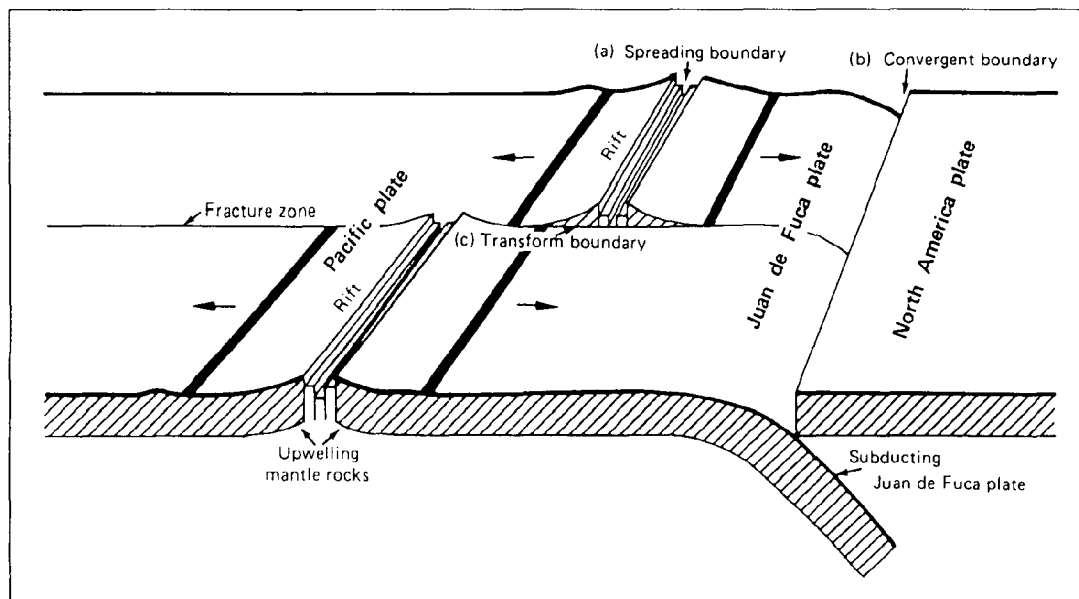 (a) Spreading boundary
(b) Convergent boundary
Rift
Fracture zone
Pacific plate
(c) Transform boundary
Rift
Juan de Fuca plate
North America plate
Upwelling
mantle rocks
Subducting
Juan de Fuca plate